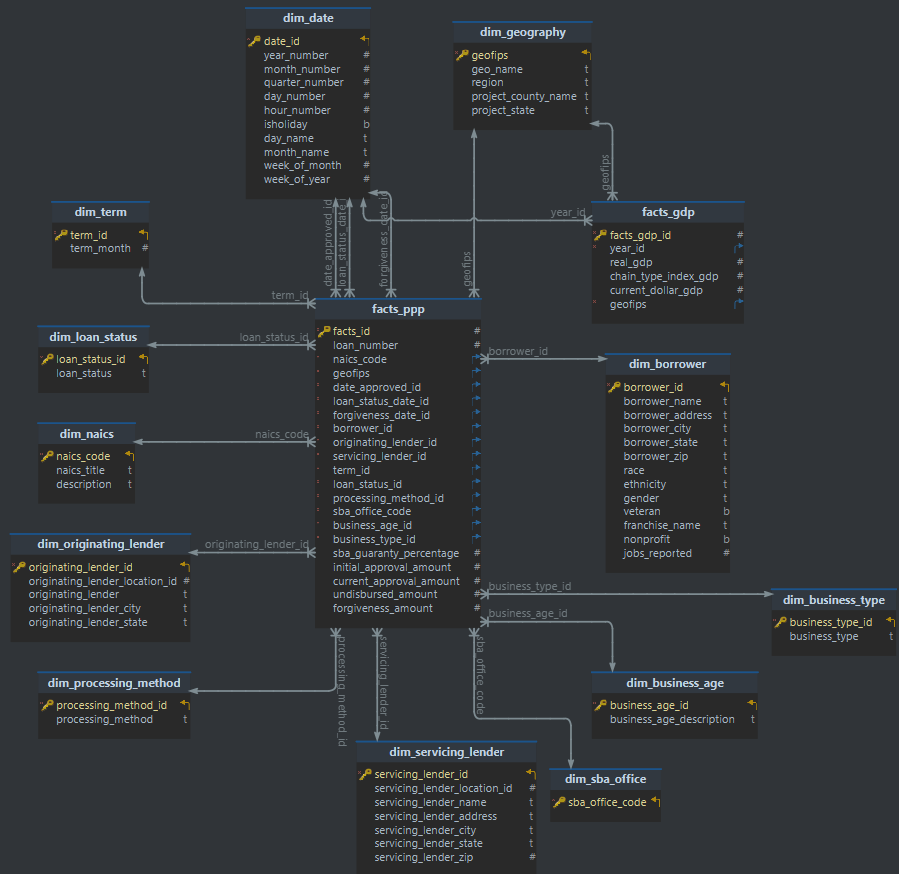 dim_date
date_id
year_number #
month_number #
quarter_number #
day_number #
hour_number #
isholiday b
day_name t
month_name t
week_of_month #
week_of_year #
dim_geography
geofips
geo_name t
region t
project_county_name t
project_state t
geofips
facts_gdp
facts_gdp_id #
year_id
real_gdp #
chain_type_index_gdp #
current_dollar_gdp #
geofips
year_id
dim_term
term_id
term_month #
date_approved_id
loan_status_date_i
forgiveness_date_id
geofips
term_id
facts_ppp
facts_id #
loan_number #
naics_code
geofips
date_approved_id
loan_status_date_id
forgiveness_date_id
borrower_id
originating_lender_id
servicing_lender_id
term_id
loan_status_id
processing_method_id
sba_office_code
business_age_id
business_type_id
sba_guaranty_percentage #
initial_approval_amount #
current_approval_amount #
undisbursed_amount #
forgiveness_amount #
dim_loan_status
loan_status_id
loan_status t
loan_status_id
dim_naics
naics_code
naics_title t
description t
naics_code
dim_originating_lender
originating_lender_id
originating_lender_location_id #
originating_lender t
originating_lender_city t
originating_lender_state t
originating_lender_id
borrower_id
dim_borrower
borrower_id
borrower_name t
borrower_address t
borrower_city t
borrower_state t
borrower_zip t
race t
ethnicity t
gender t
veteran b
franchise_name t
nonprofit b
jobs_reported #
business_type_id
dim_business_type
business_type_id
business_type t
business_age_id
dim_business_age
business_age_id
business_age_description t
dim_processing_method
processing_method_id
processing_method t
processing_method_id
servicing_lender_id
sba_office_code
dim_servicing_lender
servicing_lender_id
servicing_lender_location_id #
servicing_lender_name t
servicing_lender_address t
servicing_lender_city t
servicing_lender_state t
servicing_lender_zip #
dim_sba_office
sba_office_code